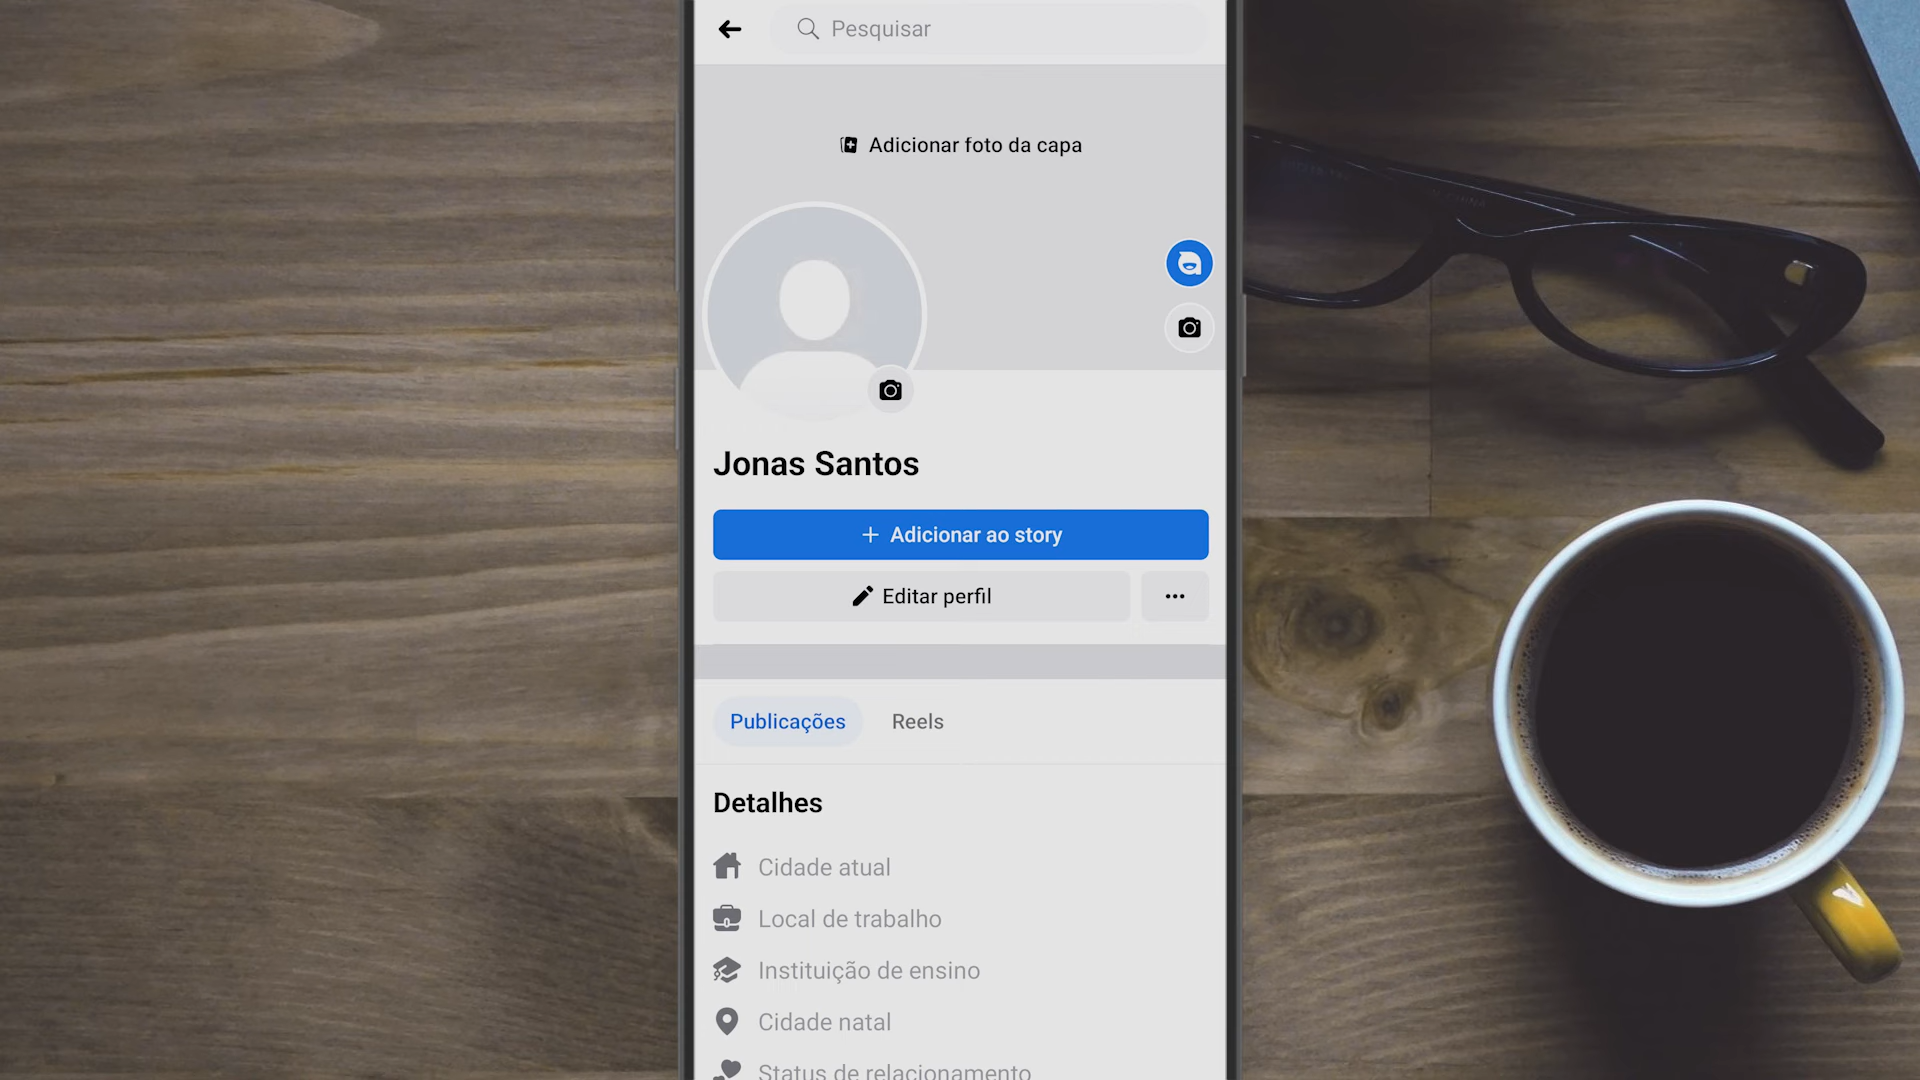 Pesquisar
Adicionar foto da capa
Jonas Santos
+ Adicionar ao story
Editar perfil
Publicações
Reels
Detalhes
Cidade atual
Local de trabalho
Instituição de ensino
Cidade natal
Status de relacionamento